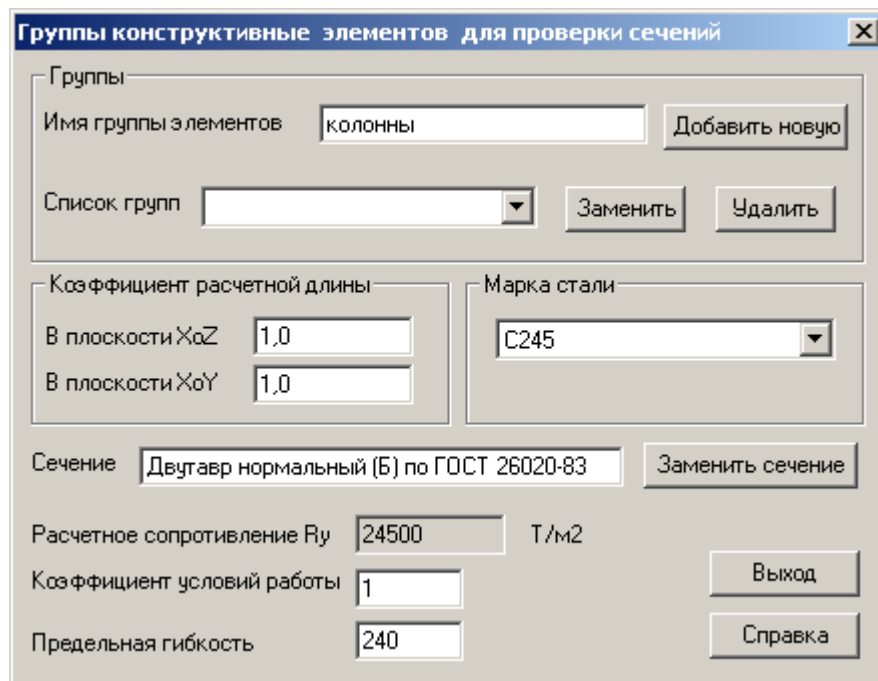 Группы конструктивные элементов для проверки сечений
Группы
Имя группы элементов колонны Добавить новую
Список групп Заменить Удалить
Коэффициент расчетной длины Марка стали
В плоскости XoZ 1,0 С245
В плоскости XoY 1,0
Сечение Двутавр нормальный (Б) по ГОСТ 26020-83 Заменить сечение
Расчетное сопротивление Ry 24500 Т/м2
Коэффициент условий работы 1 Выход
Предельная гибкость 240 Справка